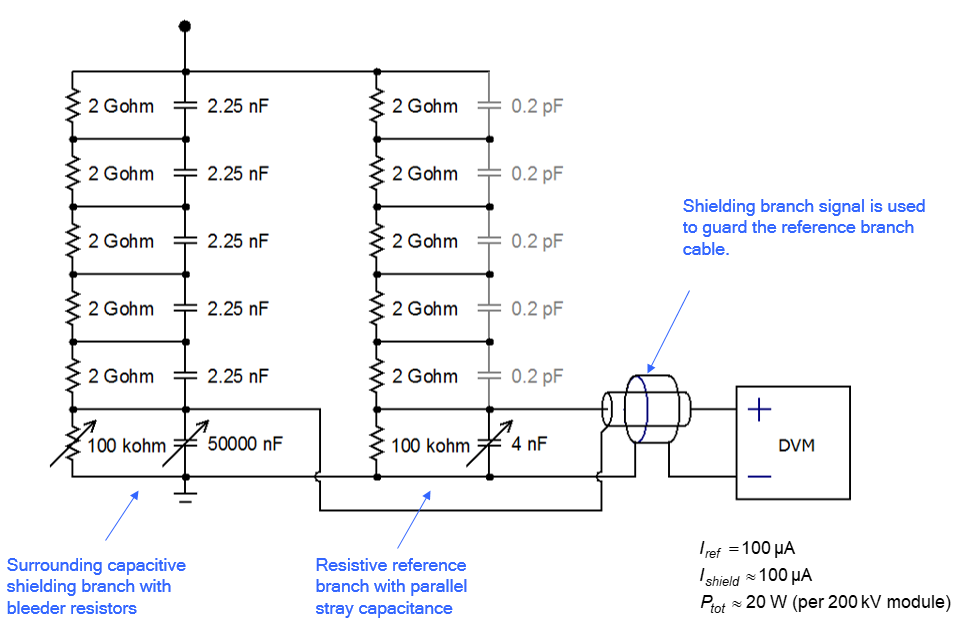 2 Gohm 2.25 nF 2 Gohm 0.2 pF
2 Gohm 2.25 nF 2 Gohm 0.2 pF
Shielding branch signal is used
to guard the reference branch
cable.
2 Gohm 2.25 nF 2 Gohm 0.2 pF
2 Gohm 2.25 nF 2 Gohm 0.2 pF
2 Gohm 2.25 nF 2 Gohm 0.2 pF
100 kohm 50000 nF 100 kohm 4 nF
+
DVM
−
Surrounding capacitive
shielding branch with
bleeder resistors
Resistive reference
branch with parallel
stray capacitance
I_ref = 100 µA
I_shield ≈ 100 µA
P_tot ≈ 20 W (per 200 kV module)